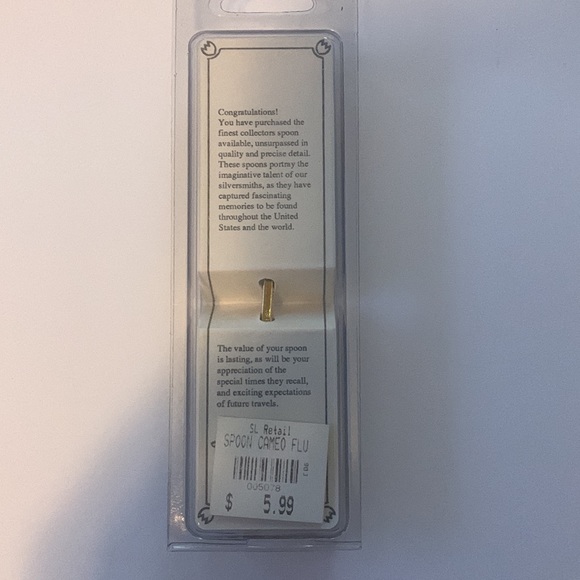 Congratulations!
You have purchased the
finest collectors spoon
available, unsurpassed in
quality and precise detail.
These spoons portray the
imaginative talent of our
silversmiths, as they have
captured fascinating
memories to be found
throughout the United
States and the world.
The value of your spoon
is lasting, as will be your
appreciation of the
special times they recall,
and exciting expectations
of future travels.
SL Retail
SPOON CAMEO FLU
005078
$ 5.99